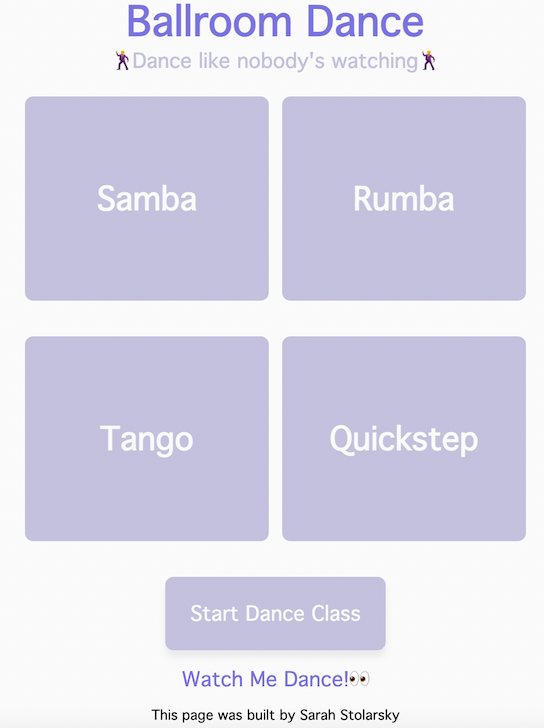 Ballroom Dance
🕺Dance like nobody's watching🕺
Samba
Rumba
Tango
Quickstep
Start Dance Class
Watch Me Dance!👀
This page was built by Sarah Stolarsky